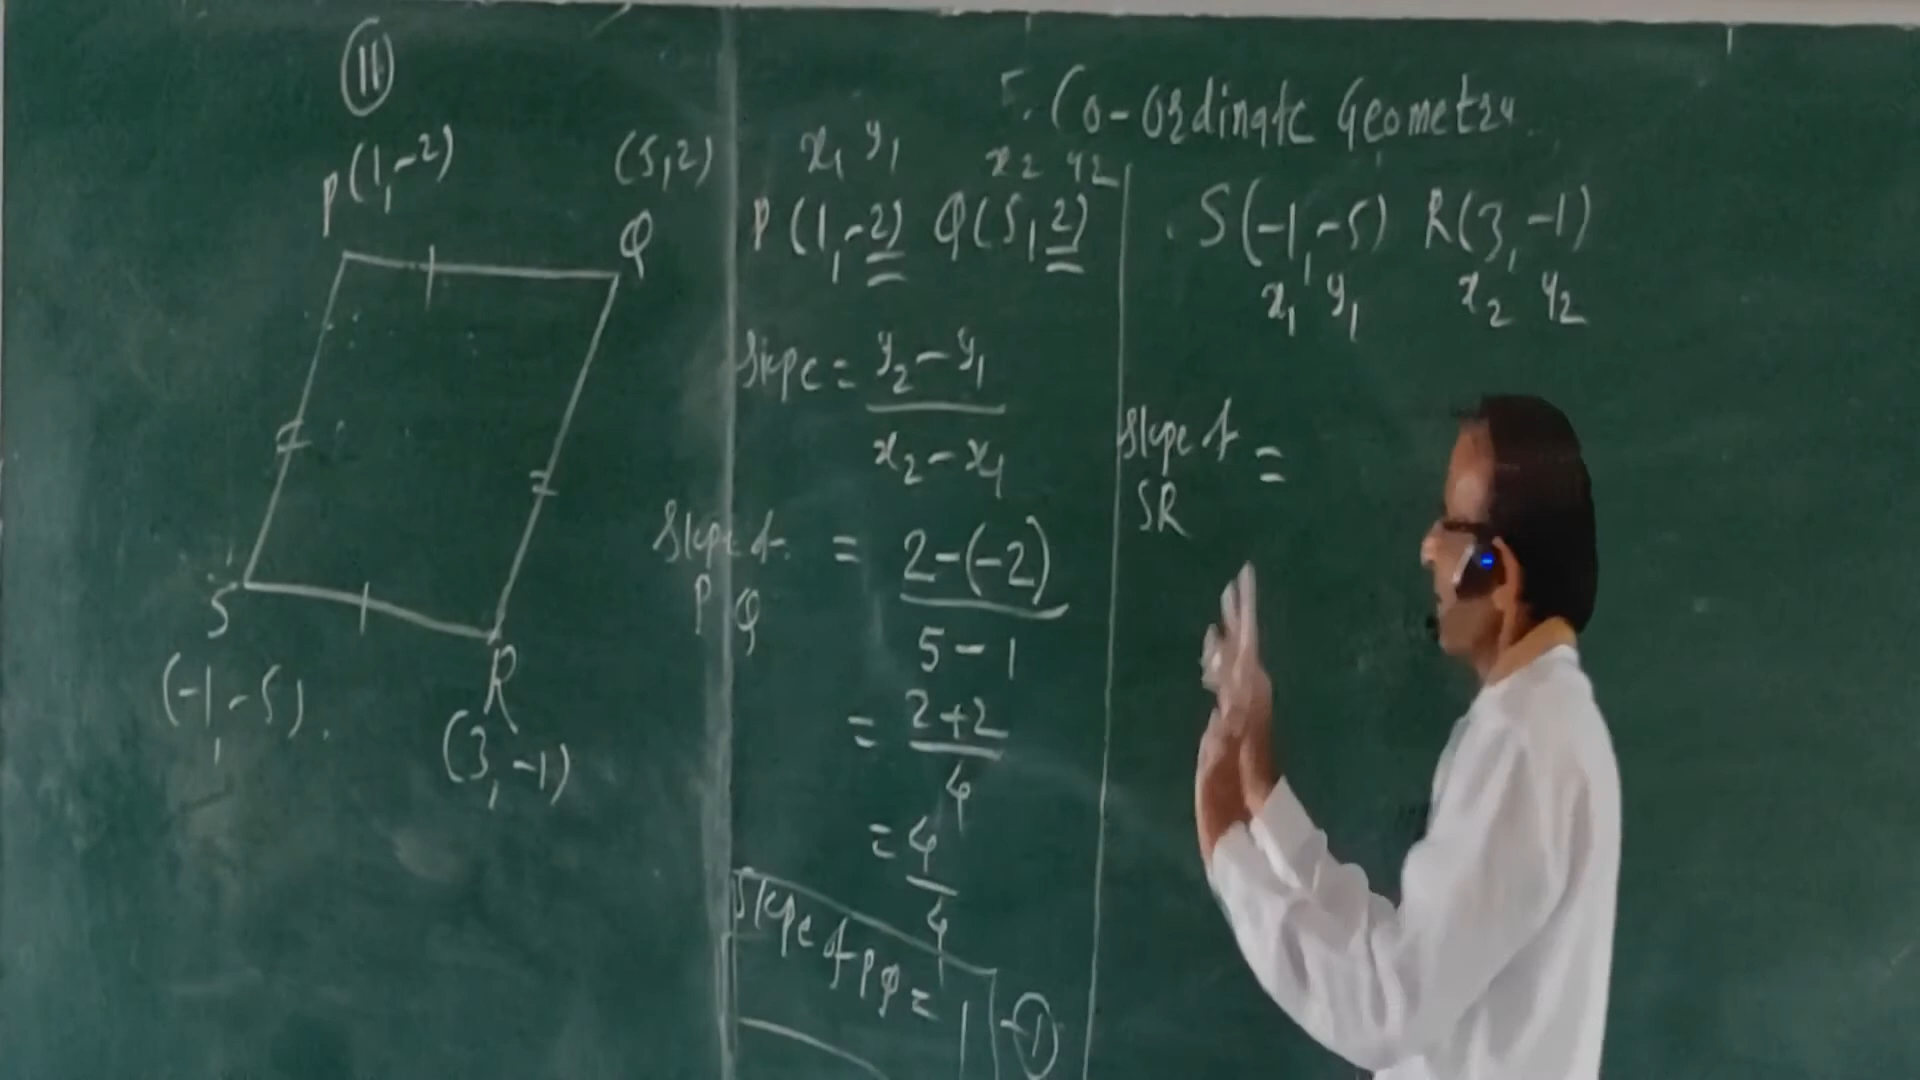 11
5. Co-ordinate Geometry.
P(1,-2)
(5,2)
Q
S
(-1,-5).
R
(3,-1)
x₁ y₁ x₂ y₂
P(1,-2) Q(5,2)
Slope = y₂-y₁
x₂-x₁
Slope of = 2-(-2)
PQ
5-1
= 2+2
4
= 4
4
Slope of PQ = 1 -①
S(-1,-5) R(3,-1)
x₁ y₁ x₂ y₂
Slope of =
SR